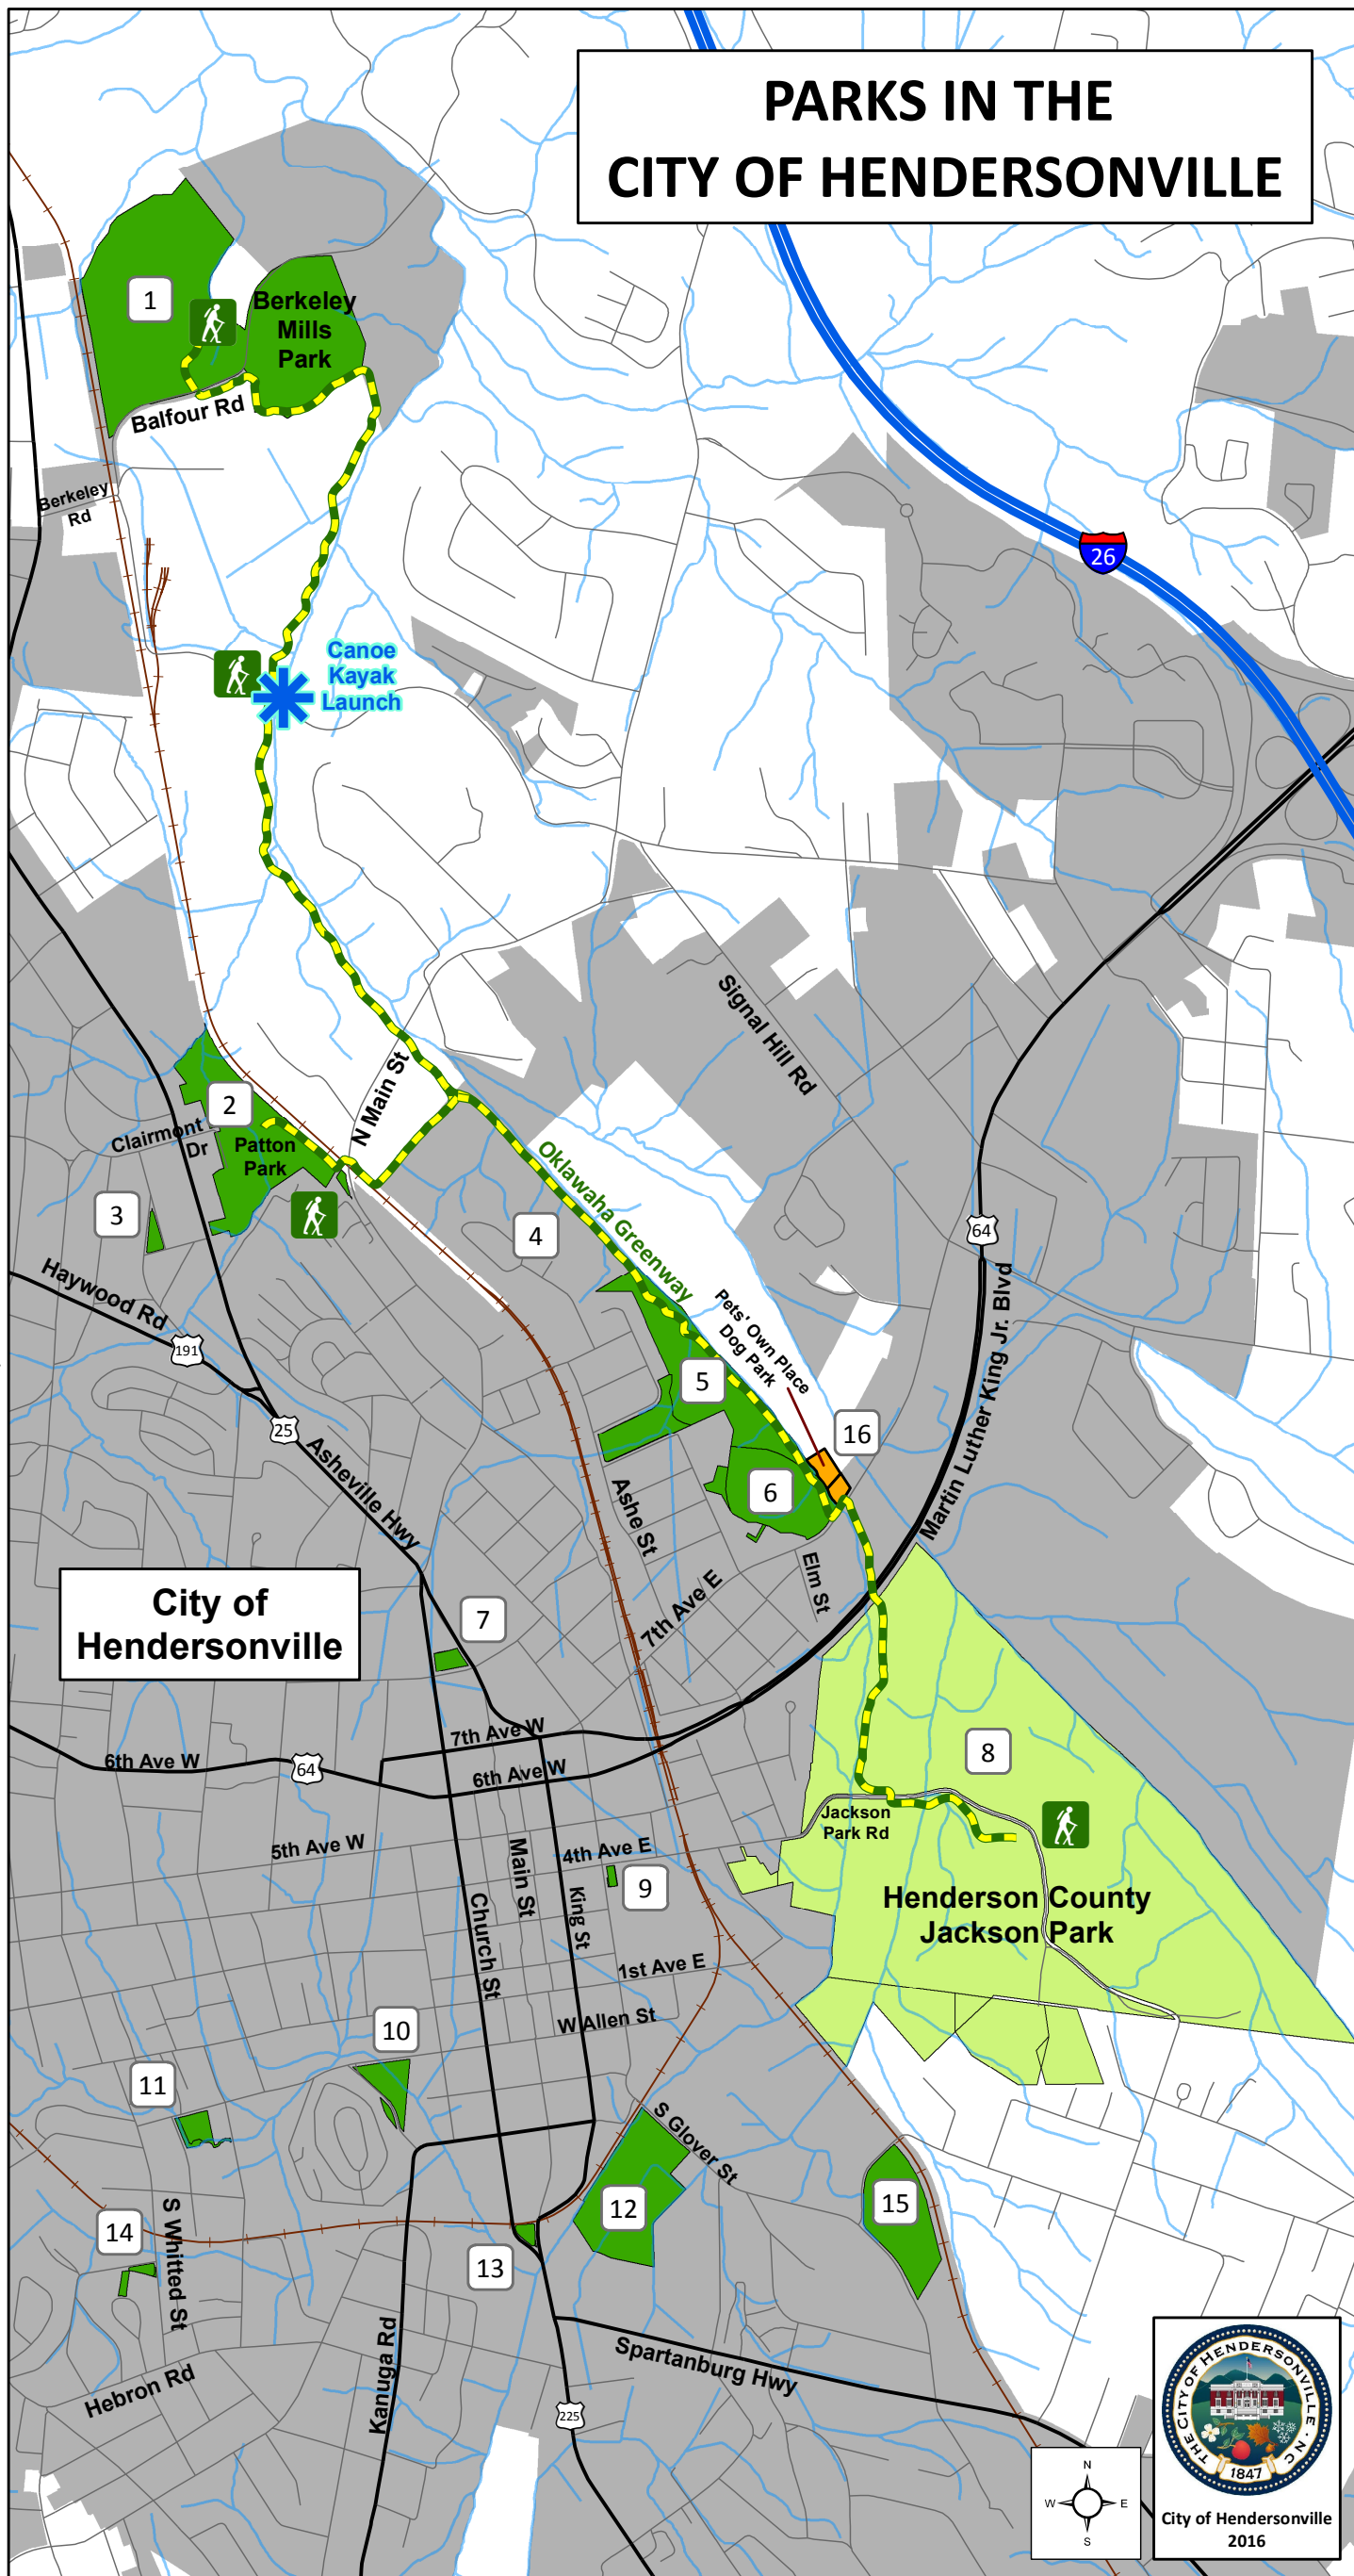 PARKS IN THE
CITY OF HENDERSONVILLE
1
Berkeley
Mills
Park
Balfour Rd
Berkeley
Rd
26
Canoe
Kayak
Launch
Signal Hill Rd
N Main St
2
Clairmont
Dr
Patton
Park
3
4
Oklawaha Greenway
64
Haywood Rd
191
Pets' Own Place
Dog Park
5
25
Asheville Hwy
16
6
Martin Luther King Jr. Blvd
Ashe St
Elm St
7th Ave E
City of
Hendersonville
7
7th Ave W
6th Ave W
64
6th Ave W
8
Jackson
Park Rd
5th Ave W
Main St
4th Ave E
9
King St
Church St
Henderson County
Jackson Park
1st Ave E
W Allen St
10
11
S Glover St
12
15
14
S Whitted St
13
Kanuga Rd
Spartanburg Hwy
Hebron Rd
225
N
W
E
S
THE CITY OF HENDERSONVILLE · NC
1847
City of Hendersonville
2016